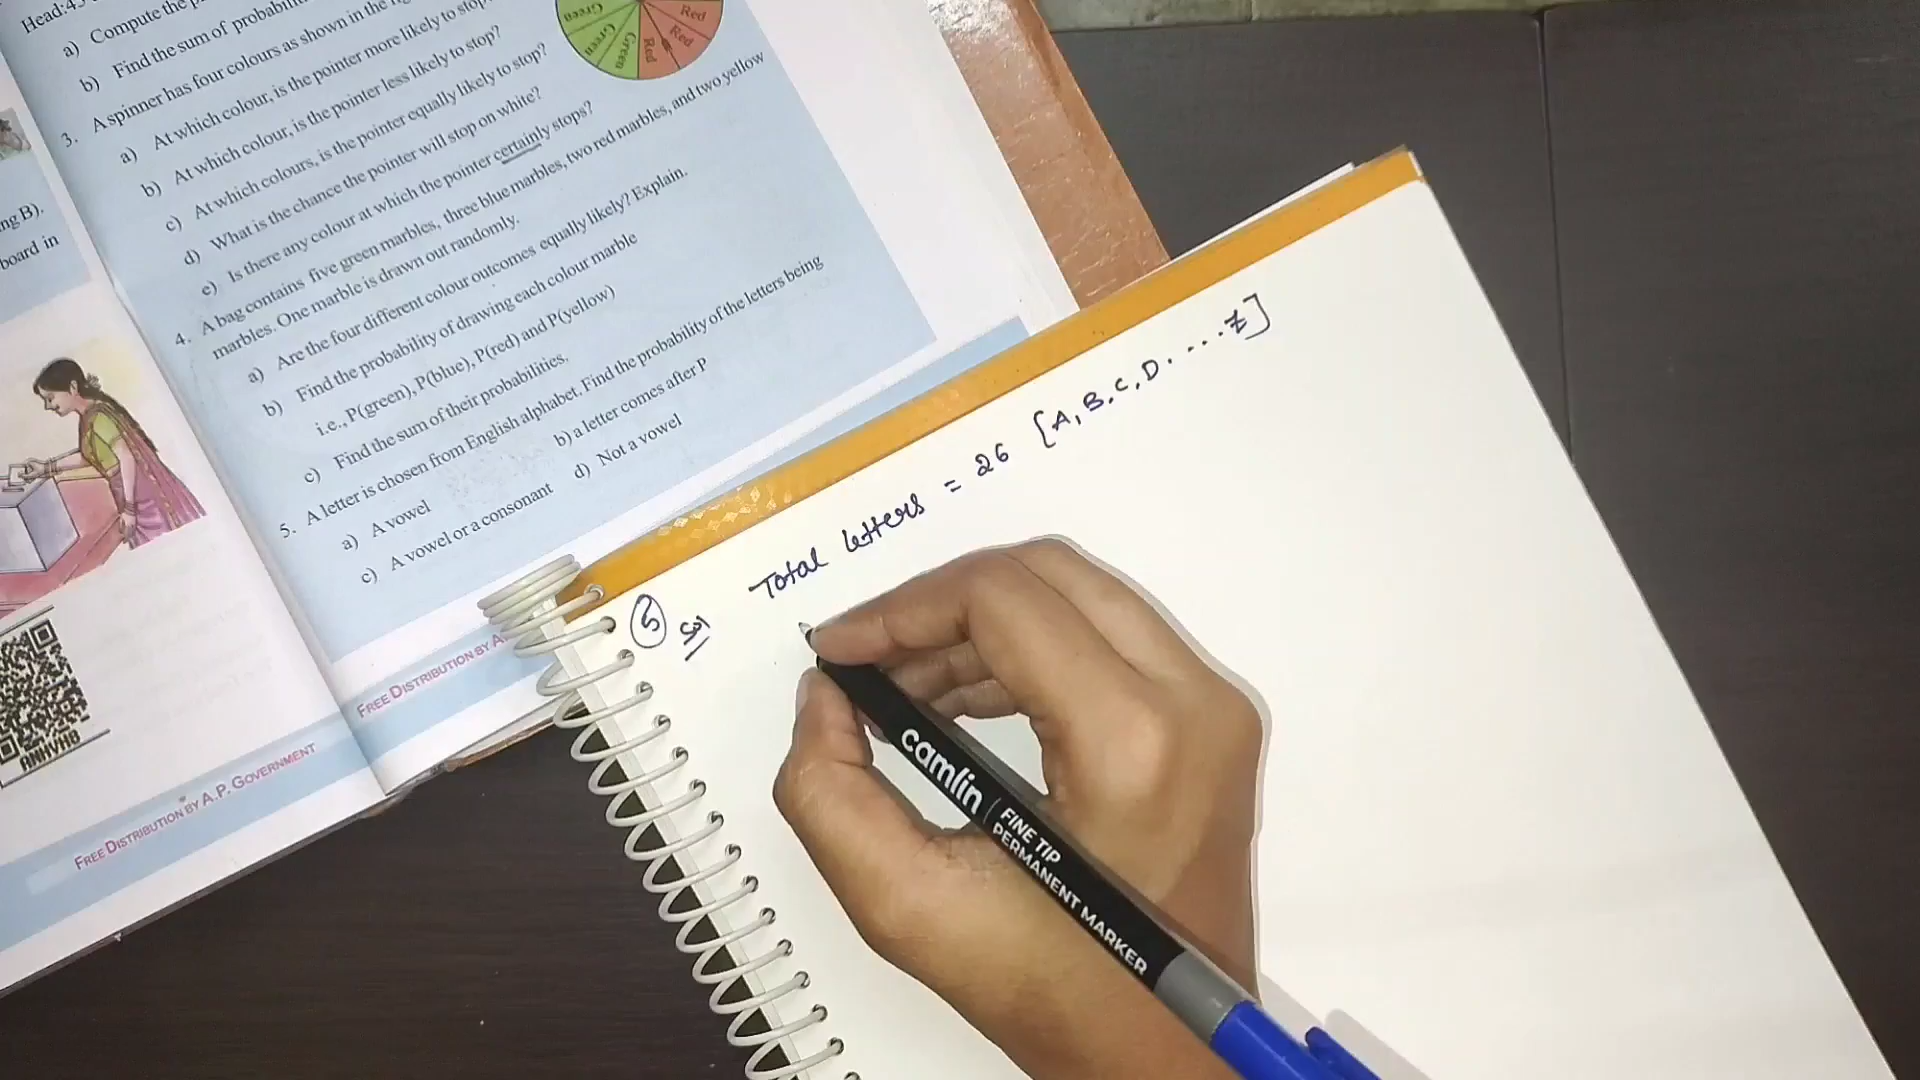 Head:45
a) Compute the
b) Find the sum of
3. A spinner has four colours as shown in the
a) At which colour, is the pointer more likely to stop?
b) At which colour, is the pointer less likely to stop?
c) At which colours, is the pointer equally likely to stop?
d) What is the chance the pointer will stop on white?
e) Is there any colour at which the pointer certainly stops?
4. A bag contains five green marbles, three blue marbles, two red marbles, and two yellow
marbles. One marble is drawn out randomly.
a) Are the four different colour outcomes equally likely? Explain.
b) Find the probability of drawing each colour marble
i.e., P(green), P(blue), P(red) and P(yellow)
c) Find the sum of their probabilities.
5. A letter is chosen from English alphabet. Find the probability of the letters being
a) A vowel b) a letter comes after P
c) A vowel or a consonant d) Not a vowel
Green
Green
Green
Red
Red
Red
ng B).
board in
ANHVH8
FREE DISTRIBUTION BY A.P. GOVERNMENT
FREE DISTRIBUTION BY A
5 Sol Total letters = 26 [A, B, C, D.....z]
camlin FINE TIP
PERMANENT MARKER